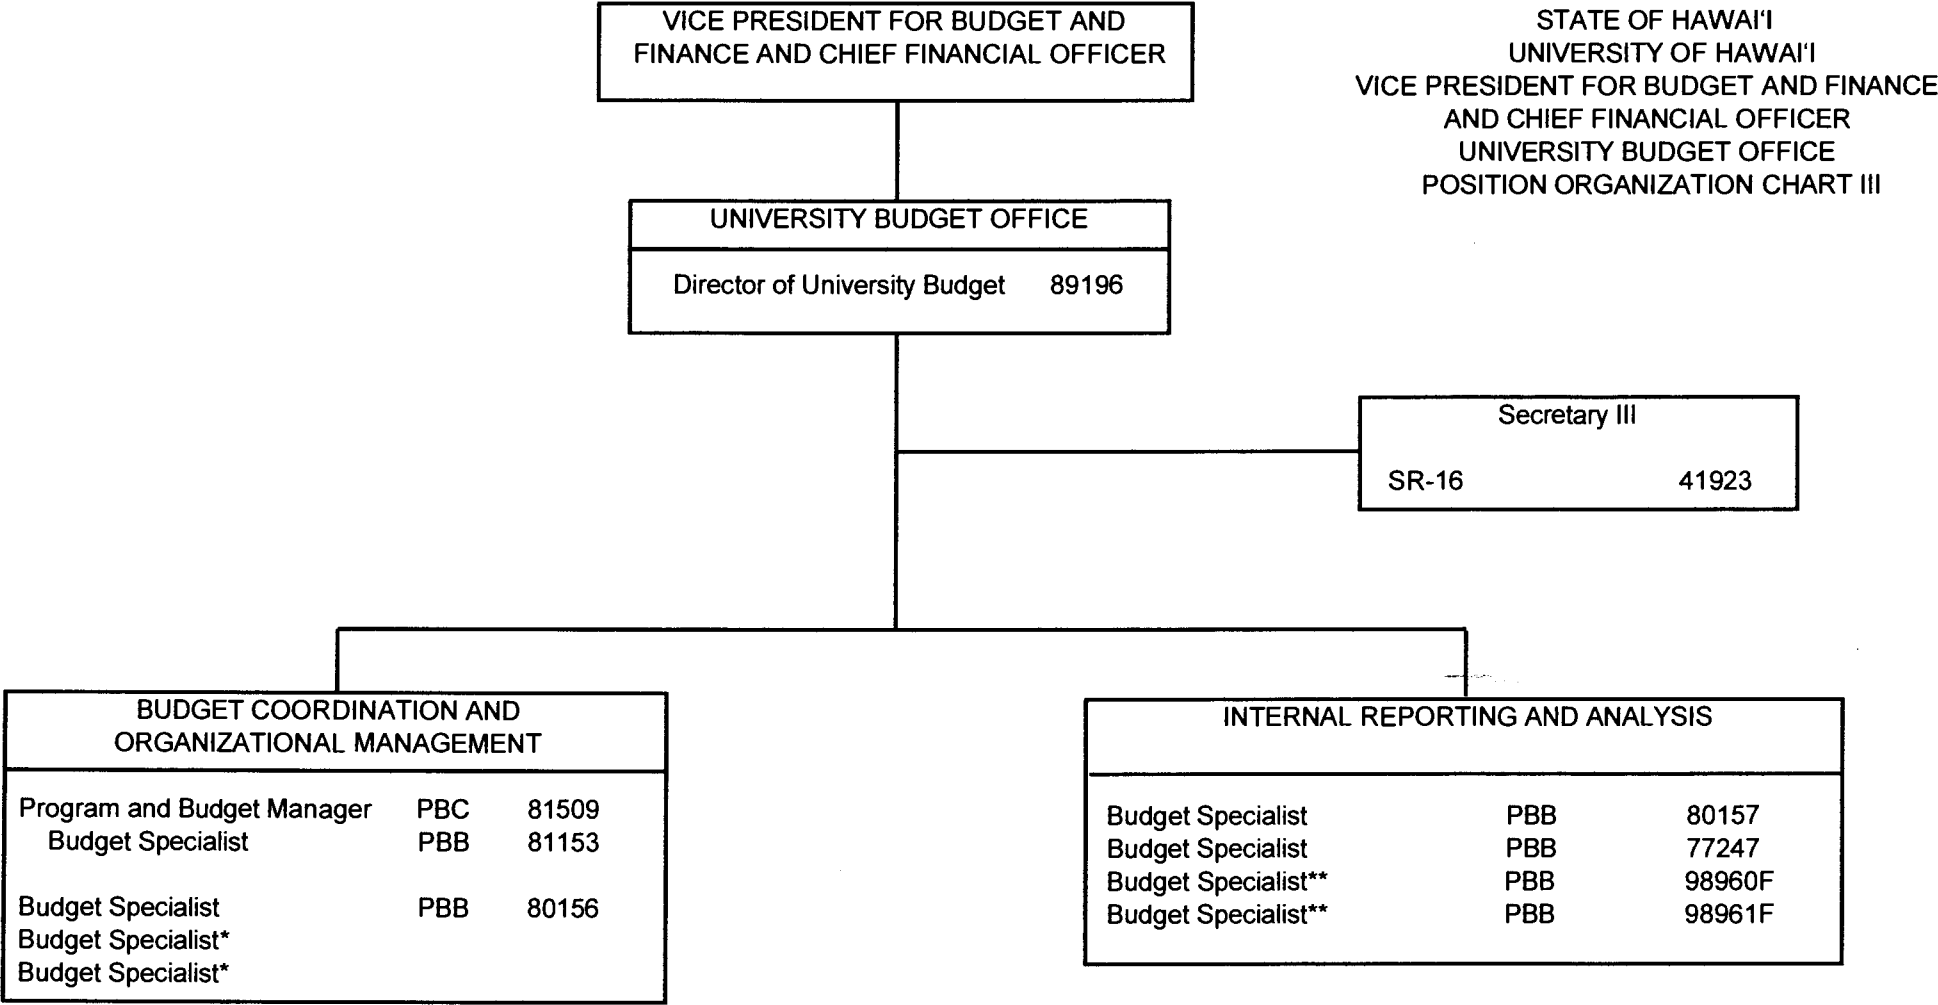 VICE PRESIDENT FOR BUDGET AND
FINANCE AND CHIEF FINANCIAL OFFICER
STATE OF HAWAI‘I
UNIVERSITY OF HAWAI‘I
VICE PRESIDENT FOR BUDGET AND FINANCE
AND CHIEF FINANCIAL OFFICER
UNIVERSITY BUDGET OFFICE
POSITION ORGANIZATION CHART III
UNIVERSITY BUDGET OFFICE
Director of University Budget 89196
Secretary III
SR-16 41923
BUDGET COORDINATION AND
ORGANIZATIONAL MANAGEMENT
Program and Budget Manager PBC 81509
Budget Specialist PBB 81153
Budget Specialist PBB 80156
Budget Specialist*
Budget Specialist*
INTERNAL REPORTING AND ANALYSIS
Budget Specialist PBB 80157
Budget Specialist PBB 77247
Budget Specialist** PBB 98960F
Budget Specialist** PBB 98961F